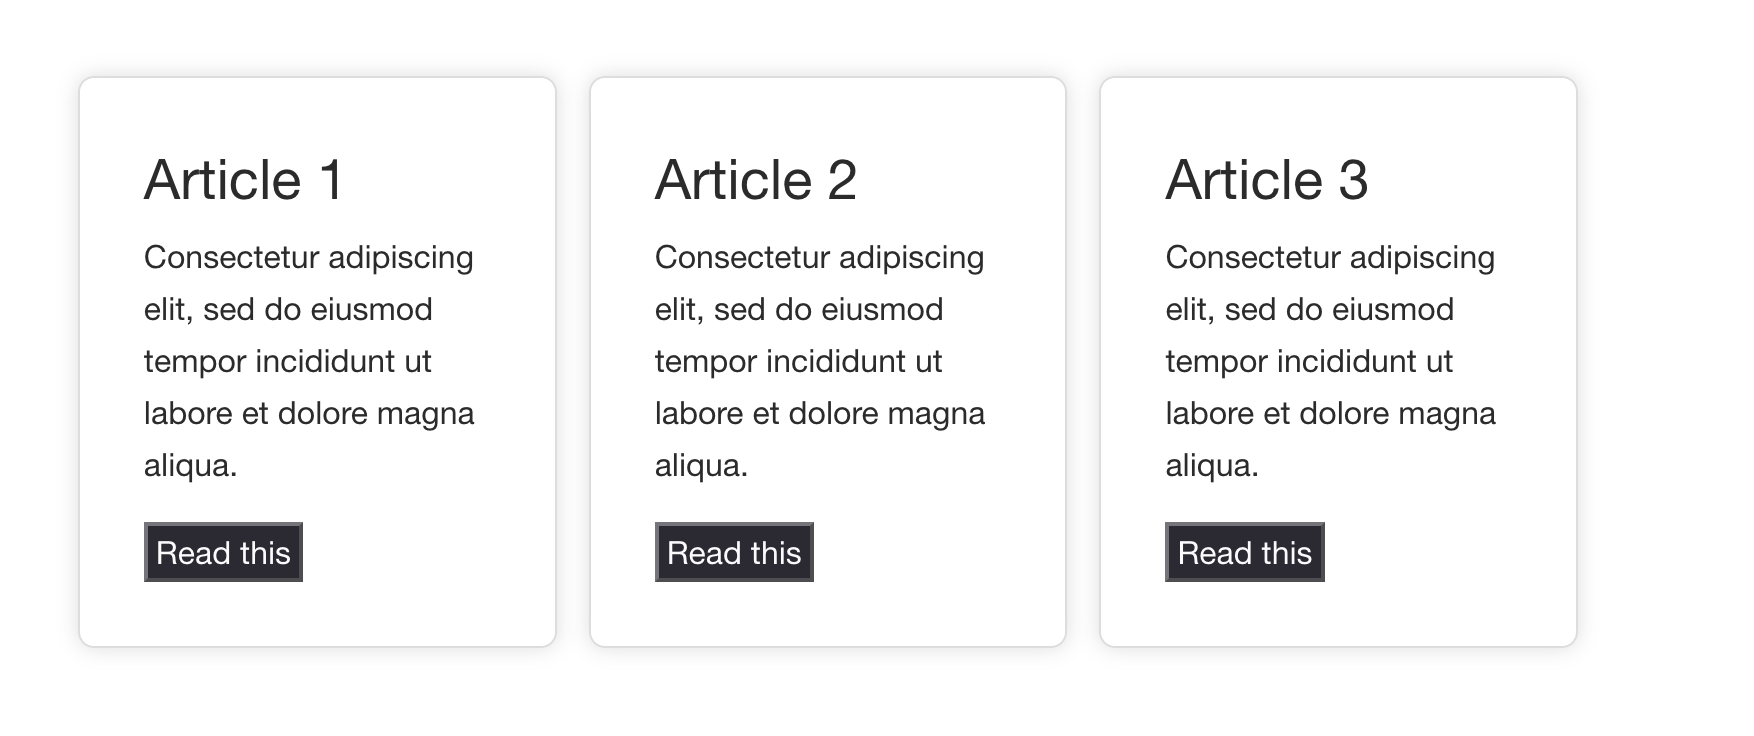 Article 1
Consectetur adipiscing
elit, sed do eiusmod
tempor incididunt ut
labore et dolore magna
aliqua.
Read this
Article 2
Consectetur adipiscing
elit, sed do eiusmod
tempor incididunt ut
labore et dolore magna
aliqua.
Read this
Article 3
Consectetur adipiscing
elit, sed do eiusmod
tempor incididunt ut
labore et dolore magna
aliqua.
Read this